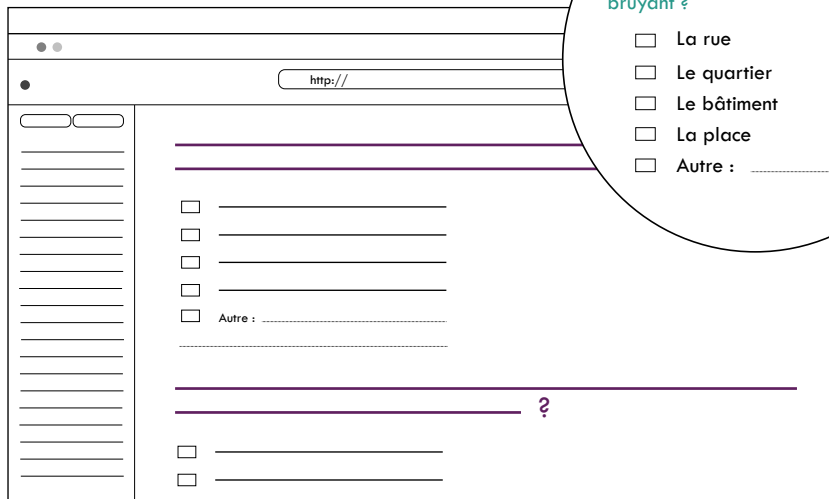 bruyant ?
La rue
Le quartier
Le bâtiment
La place
Autre :
http://
Autre :
?